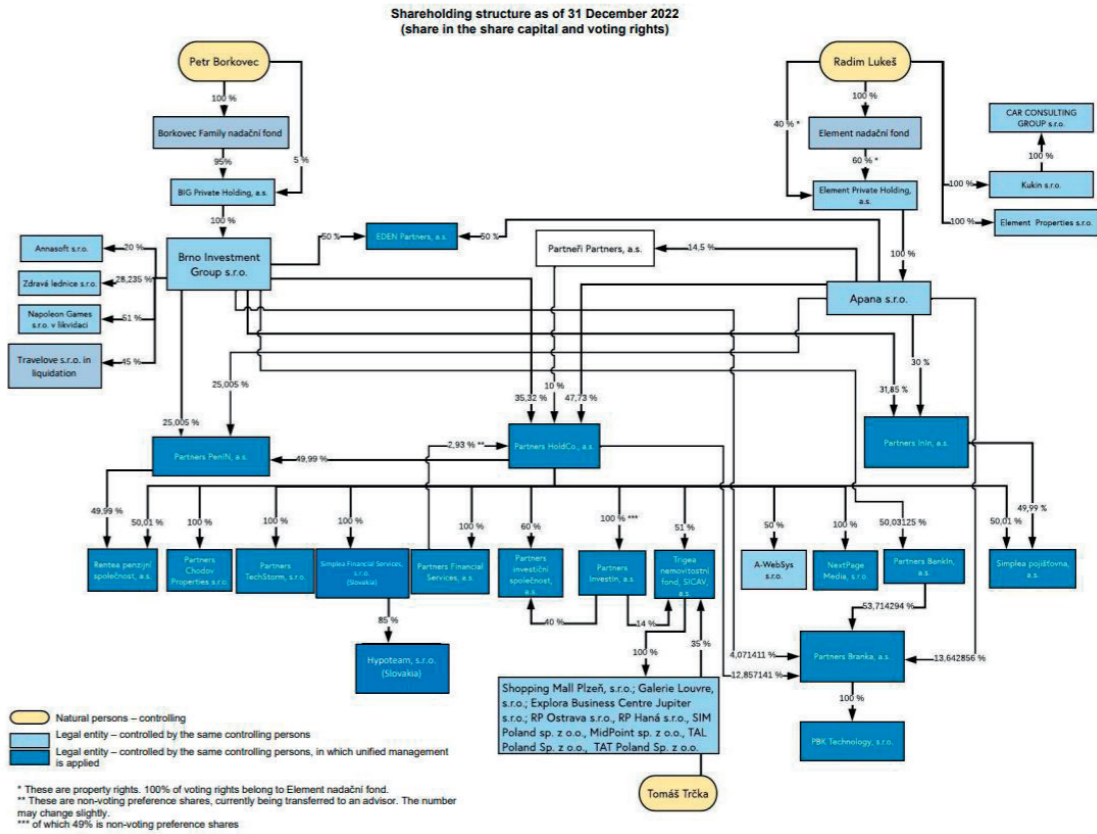 Shareholding structure as of 31 December 2022
(share in the share capital and voting rights)
Petr Borkovec
Radim Lukeš
100 %
5 %
Borkovec Family nadační fond
95%
BIG Private Holding, a.s.
100 %
40 % *
100 %
Element nadační fond
60 % *
Element Private Holding,
a.s.
CAR CONSULTING
GROUP s.r.o.
100 %
100 %
Kukin s.r.o.
100 %
Element Properties s.r.o.
Annasoft s.r.o.
20 %
Brno Investment
Group s.r.o.
50 %
EDEN Partners, a.s.
50 %
Partneři Partners, a.s.
14,5 %
100 %
Zdravá lednice s.r.o.
28,235 %
Apana s.r.o.
Napoleon Games
s.r.o. v likvidaci
51 %
Travelove s.r.o. in
liquidation
45 %
25,005 %
25,005 %
35,32 %
10 %
47,73 %
31,85 %
30 %
Partners PenIN, a.s.
49,99 %
2,93 % **
Partners HoldCo., a.s.
Partners InIn, a.s.
49,99 %
50,01 %
100 %
100 %
100 %
100 %
60 %
100 % ***
51 %
50 %
100 %
50,03125 %
50,01 %
49,99 %
Rentea penzijní
společnost, a.s.
Partners
Chodov
Properties s.r.o.
Partners
TechStorm, s.r.o.
Simplea Financial Services, s.r.o.
(Slovakia)
Partners Financial
Services, a.s.
Partners
investiční
společnost,
a.s.
Partners
InvestIn, a.s
Trigea
nemovitostní
fond, SICAV,
a.s.
A-WebSys
s.r.o.
NextPage
Media, s.r.o.
Partners BankIn,
a.s.
Simplea pojišťovna,
a.s.
85 %
40 %
14 %
53,714294 %
Hypoteam, s.r.o.
(Slovakia)
100 %
35 %
4,071411 %
12,857141 %
Partners Branka, a.s.
13,642856 %
Shopping Mall Plzeň, s.r.o.; Galerie Louvre,
s.r.o.; Explora Business Centre Jupiter
s.r.o.; RP Ostrava s.r.o., RP Haná s.r.o., SIM
Poland sp. z o.o., MidPoint sp. z o.o., TAL
Poland Sp. z o.o., TAT Poland Sp. z o.o.
100 %
PBK Technology, s.r.o.
Tomáš Trčka
Natural persons – controlling
Legal entity – controlled by the same controlling persons
Legal entity – controlled by the same controlling persons, in which unified management
is applied
* These are property rights. 100% of voting rights belong to Element nadační fond.
** These are non-voting preference shares, currently being transferred to an advisor. The number
may change slightly.
*** of which 49% is non-voting preference shares